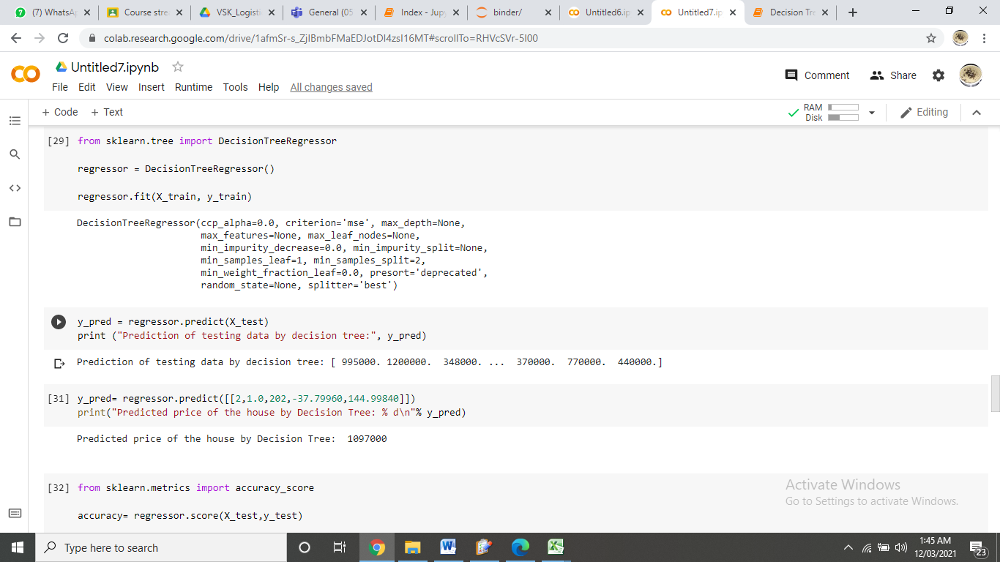 (7) WhatsA
Course stre
VSK_Logisti
General (05
Index - Jup
binder/
Untitled6.ip
Untitled7.ip
Decision Tre
colab.research.google.com/drive/1afmSr-s_ZjIBmbFMaEDJotDl4zsI16MT#scrollTo=RHVcSVr-5I00
Untitled7.ipynb
Comment
Share
File Edit View Insert Runtime Tools Help All changes saved
+ Code + Text
RAM
Disk
Editing
[29] from sklearn.tree import DecisionTreeRegressor
regressor = DecisionTreeRegressor()
regressor.fit(X_train, y_train)
DecisionTreeRegressor(ccp_alpha=0.0, criterion='mse', max_depth=None,
max_features=None, max_leaf_nodes=None,
min_impurity_decrease=0.0, min_impurity_split=None,
min_samples_leaf=1, min_samples_split=2,
min_weight_fraction_leaf=0.0, presort='deprecated',
random_state=None, splitter='best')
y_pred = regressor.predict(X_test)
print ("Prediction of testing data by decision tree:", y_pred)
Prediction of testing data by decision tree: [ 995000. 1200000.  348000. ...  370000.  770000.  440000.]
[31] y_pred= regressor.predict([[2,1.0,202,-37.79960,144.99840]])
print("Predicted price of the house by Decision Tree: % d\n"% y_pred)
Predicted price of the house by Decision Tree:  1097000
[32] from sklearn.metrics import accuracy_score
accuracy= regressor.score(X_test,y_test)
Activate Windows
Go to Settings to activate Windows.
Type here to search
1:45 AM
12/03/2021
23